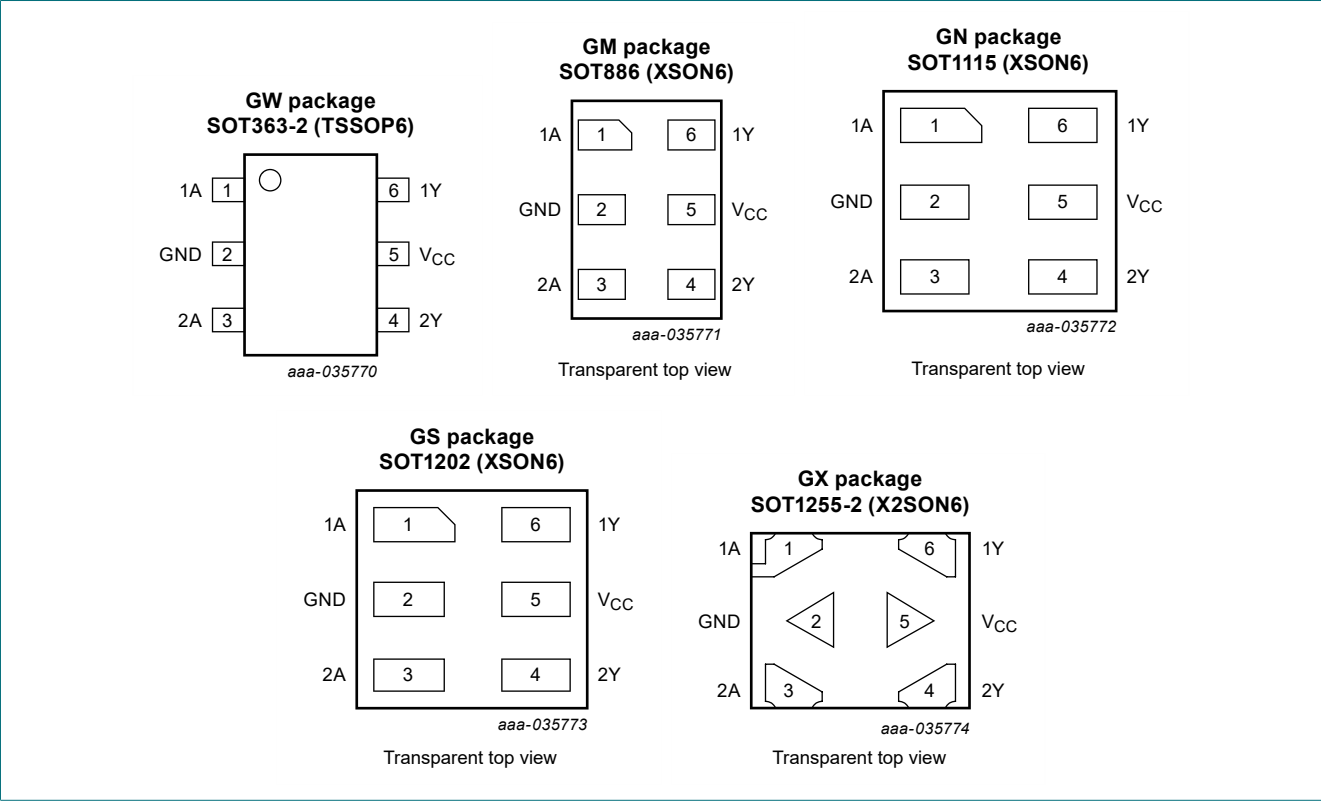 GW package
SOT363-2 (TSSOP6)
1A 1 6 1Y
GND 2 5 VCC
2A 3 4 2Y
aaa-035770
GM package
SOT886 (XSON6)
1A 1 6 1Y
GND 2 5 VCC
2A 3 4 2Y
aaa-035771
Transparent top view
GN package
SOT1115 (XSON6)
1A 1 6 1Y
GND 2 5 VCC
2A 3 4 2Y
aaa-035772
Transparent top view
GS package
SOT1202 (XSON6)
1A 1 6 1Y
GND 2 5 VCC
2A 3 4 2Y
aaa-035773
Transparent top view
GX package
SOT1255-2 (X2SON6)
1A 1 6 1Y
GND 2 5 VCC
2A 3 4 2Y
aaa-035774
Transparent top view